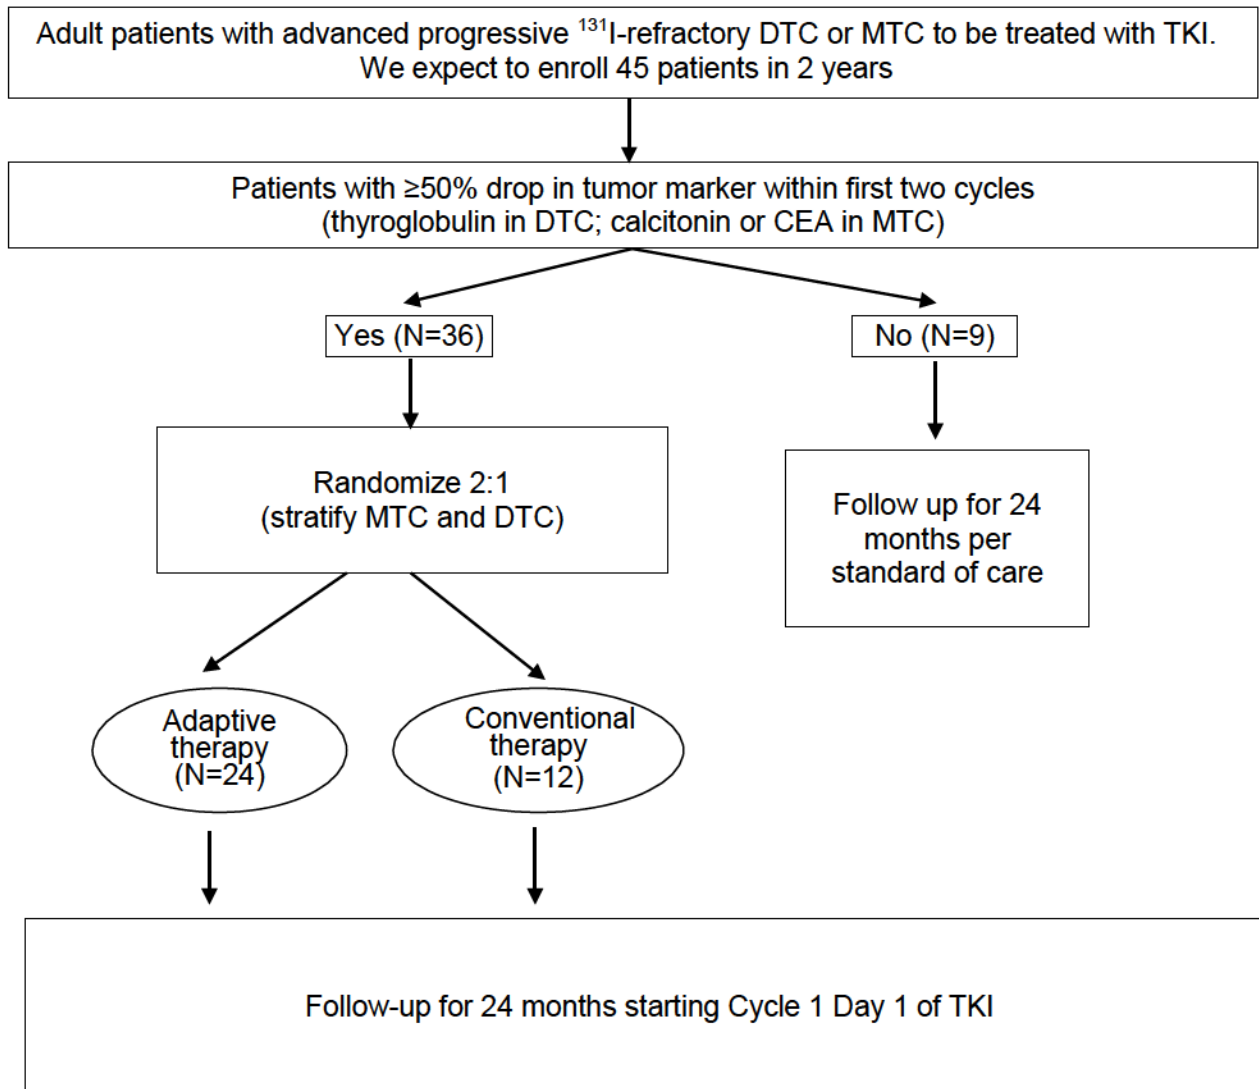 Adult patients with advanced progressive ¹³¹I-refractory DTC or MTC to be treated with TKI.
We expect to enroll 45 patients in 2 years
Patients with ≥50% drop in tumor marker within first two cycles
(thyroglobulin in DTC; calcitonin or CEA in MTC)
Yes (N=36)
No (N=9)
Randomize 2:1
(stratify MTC and DTC)
Follow up for 24
months per
standard of care
Adaptive
therapy
(N=24)
Conventional
therapy
(N=12)
Follow-up for 24 months starting Cycle 1 Day 1 of TKI